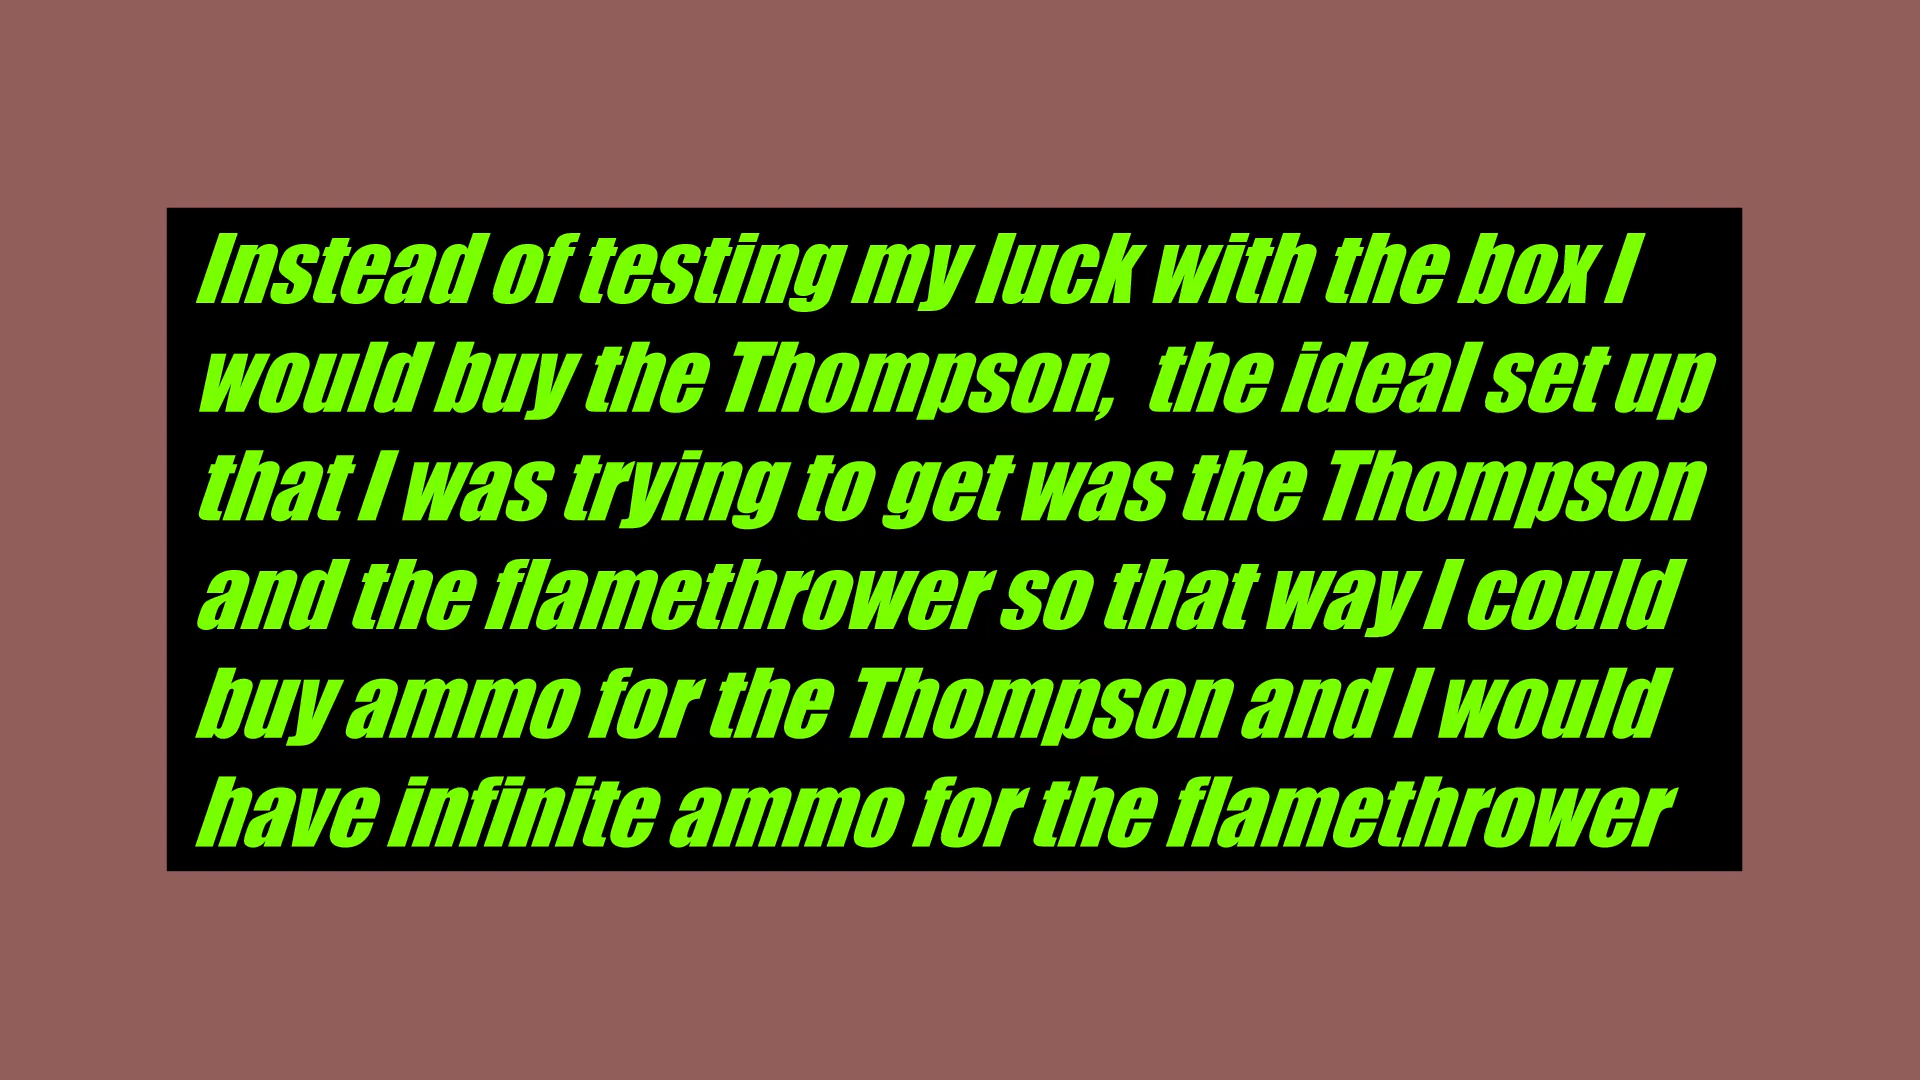 Instead of testing my luck with the box I
would buy the Thompson,  the ideal set up
that I was trying to get was the Thompson
and the flamethrower so that way I could
buy ammo for the Thompson and I would
have infinite ammo for the flamethrower